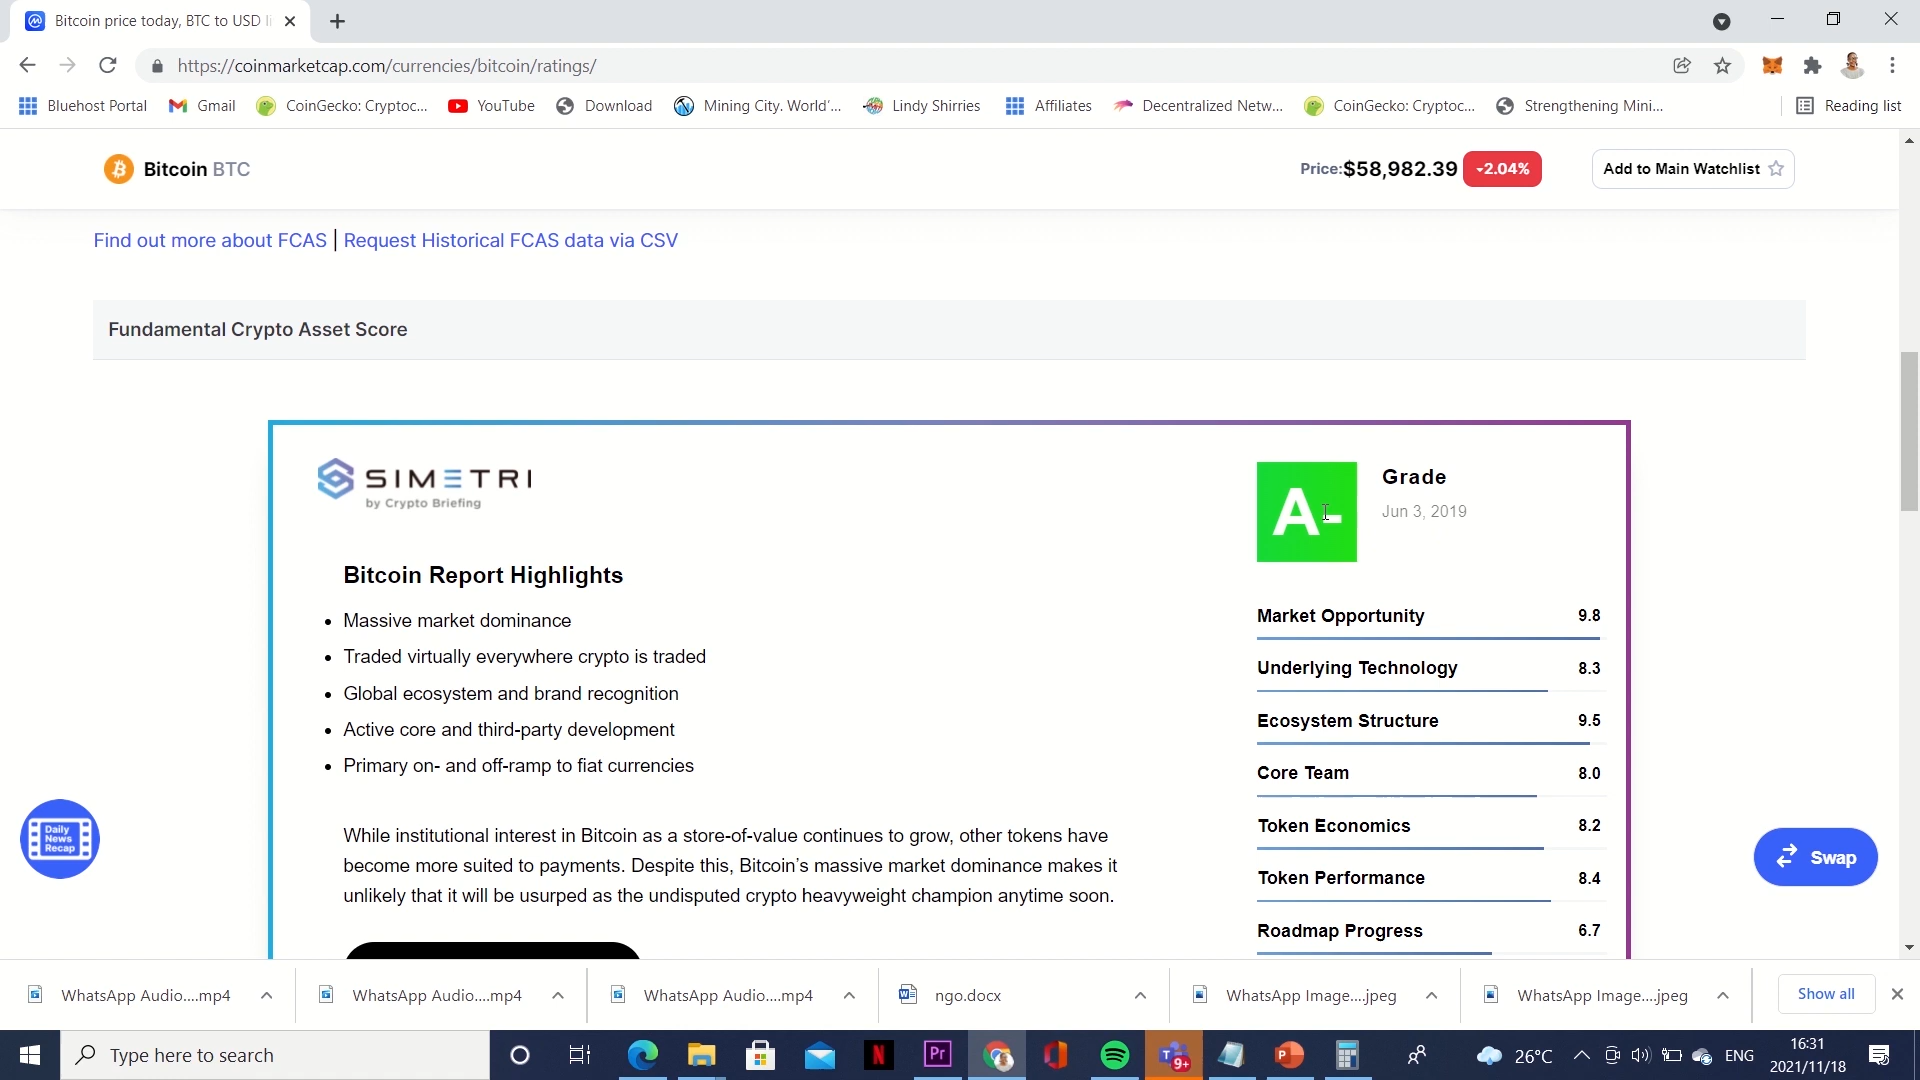 Bitcoin price today, BTC to USD li
https://coinmarketcap.com/currencies/bitcoin/ratings/
Bluehost Portal
Gmail
CoinGecko: Cryptoc...
YouTube
Download
Mining City. World'...
Lindy Shirries
Affiliates
Decentralized Netw...
CoinGecko: Cryptoc...
Strengthening Mini...
Reading list
Bitcoin BTC
Price:$58,982.39
-2.04%
Add to Main Watchlist
Find out more about FCAS | Request Historical FCAS data via CSV
Fundamental Crypto Asset Score
SIMETRI
by Crypto Briefing
A-
Grade
Jun 3, 2019
Bitcoin Report Highlights
• Massive market dominance
• Traded virtually everywhere crypto is traded
• Global ecosystem and brand recognition
• Active core and third-party development
• Primary on- and off-ramp to fiat currencies
While institutional interest in Bitcoin as a store-of-value continues to grow, other tokens have
become more suited to payments. Despite this, Bitcoin's massive market dominance makes it
unlikely that it will be usurped as the undisputed crypto heavyweight champion anytime soon.
Market Opportunity 9.8
Underlying Technology 8.3
Ecosystem Structure 9.5
Core Team 8.0
Token Economics 8.2
Token Performance 8.4
Roadmap Progress 6.7
Daily
News
Recap
Swap
WhatsApp Audio....mp4
WhatsApp Audio....mp4
WhatsApp Audio....mp4
ngo.docx
WhatsApp Image....jpeg
WhatsApp Image....jpeg
Show all
Type here to search
N
Pr
T
9+
P
26°C
ENG
16:31
2021/11/18